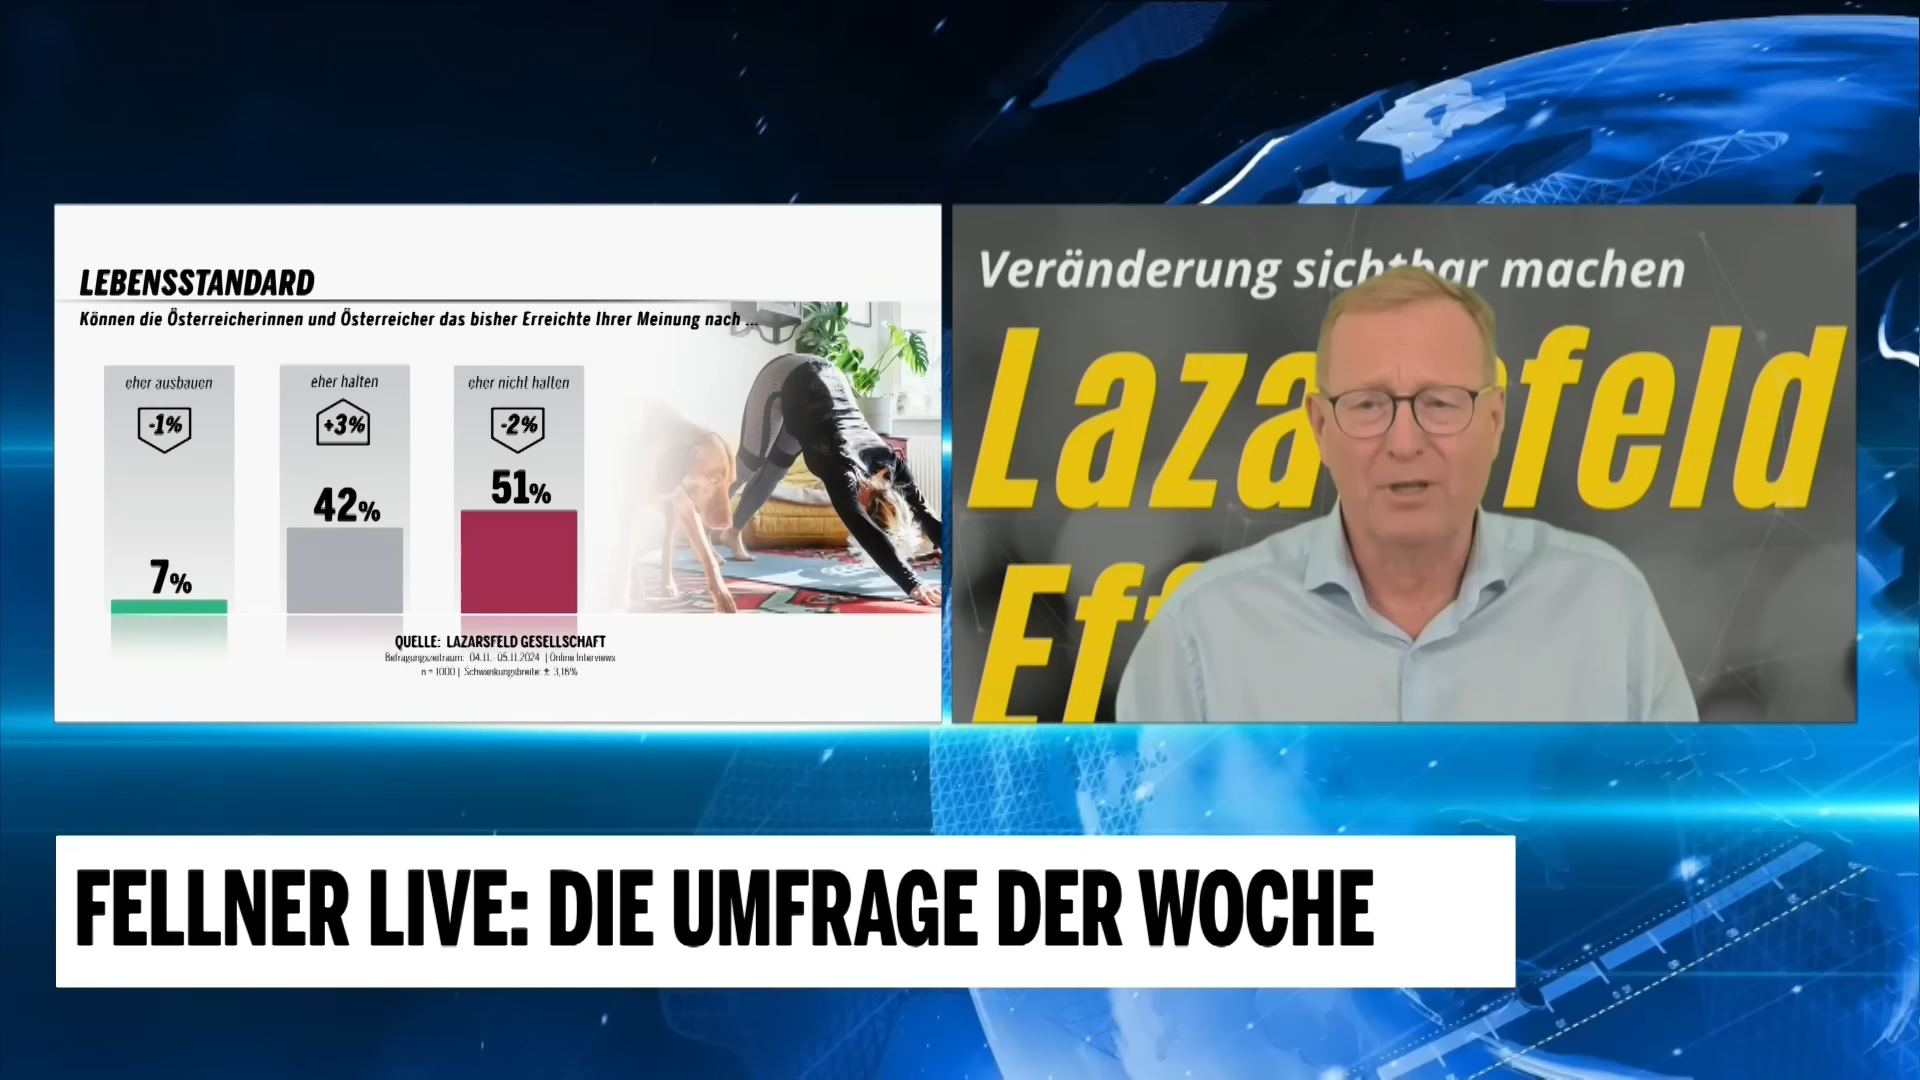 LEBENSSTANDARD
Können die Österreicherinnen und Österreicher das bisher Erreichte Ihrer Meinung nach ...
eher ausbauen
-1%
7%
eher halten
+3%
42%
eher nicht halten
-2%
51%
QUELLE: LAZARSFELD GESELLSCHAFT
Befragungszeitraum: 04.11.- 05.11.2024 | Online Interviews
n = 1000 | Schwankungsbreite: ± 3,16%
Veränderung sichtbar machen
feld
FELLNER LIVE: DIE UMFRAGE DER WOCHE